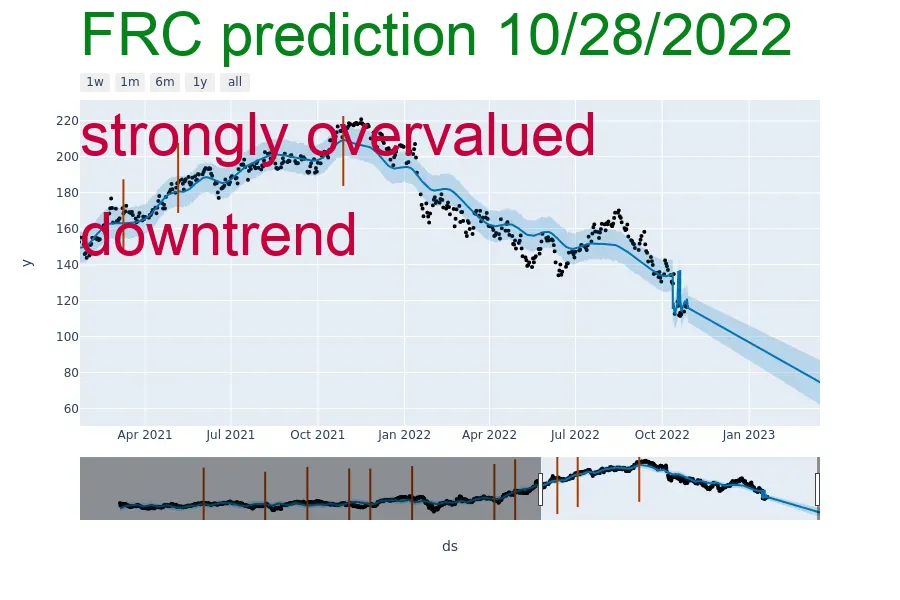 FRC prediction 10/28/2022
1w 1m 6m 1y all
strongly overvalued
downtrend
220
200
180
160
140
120
100
80
60
y
Apr 2021 Jul 2021 Oct 2021 Jan 2022 Apr 2022 Jul 2022 Oct 2022 Jan 2023
ds